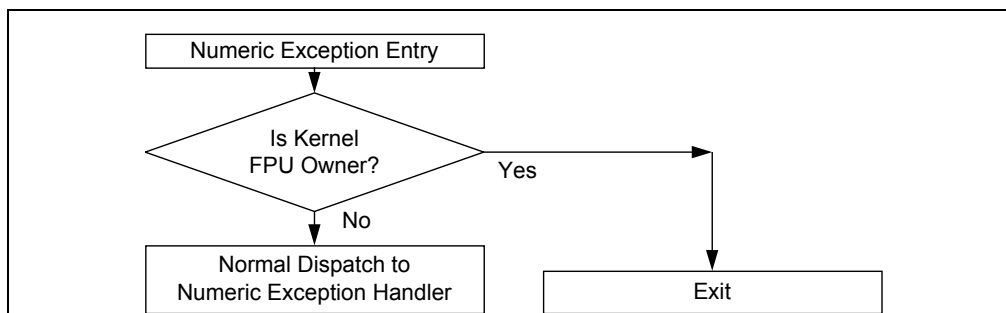 Numeric Exception Entry
Is Kernel
FPU Owner?
Yes
No
Normal Dispatch to
Numeric Exception Handler
Exit